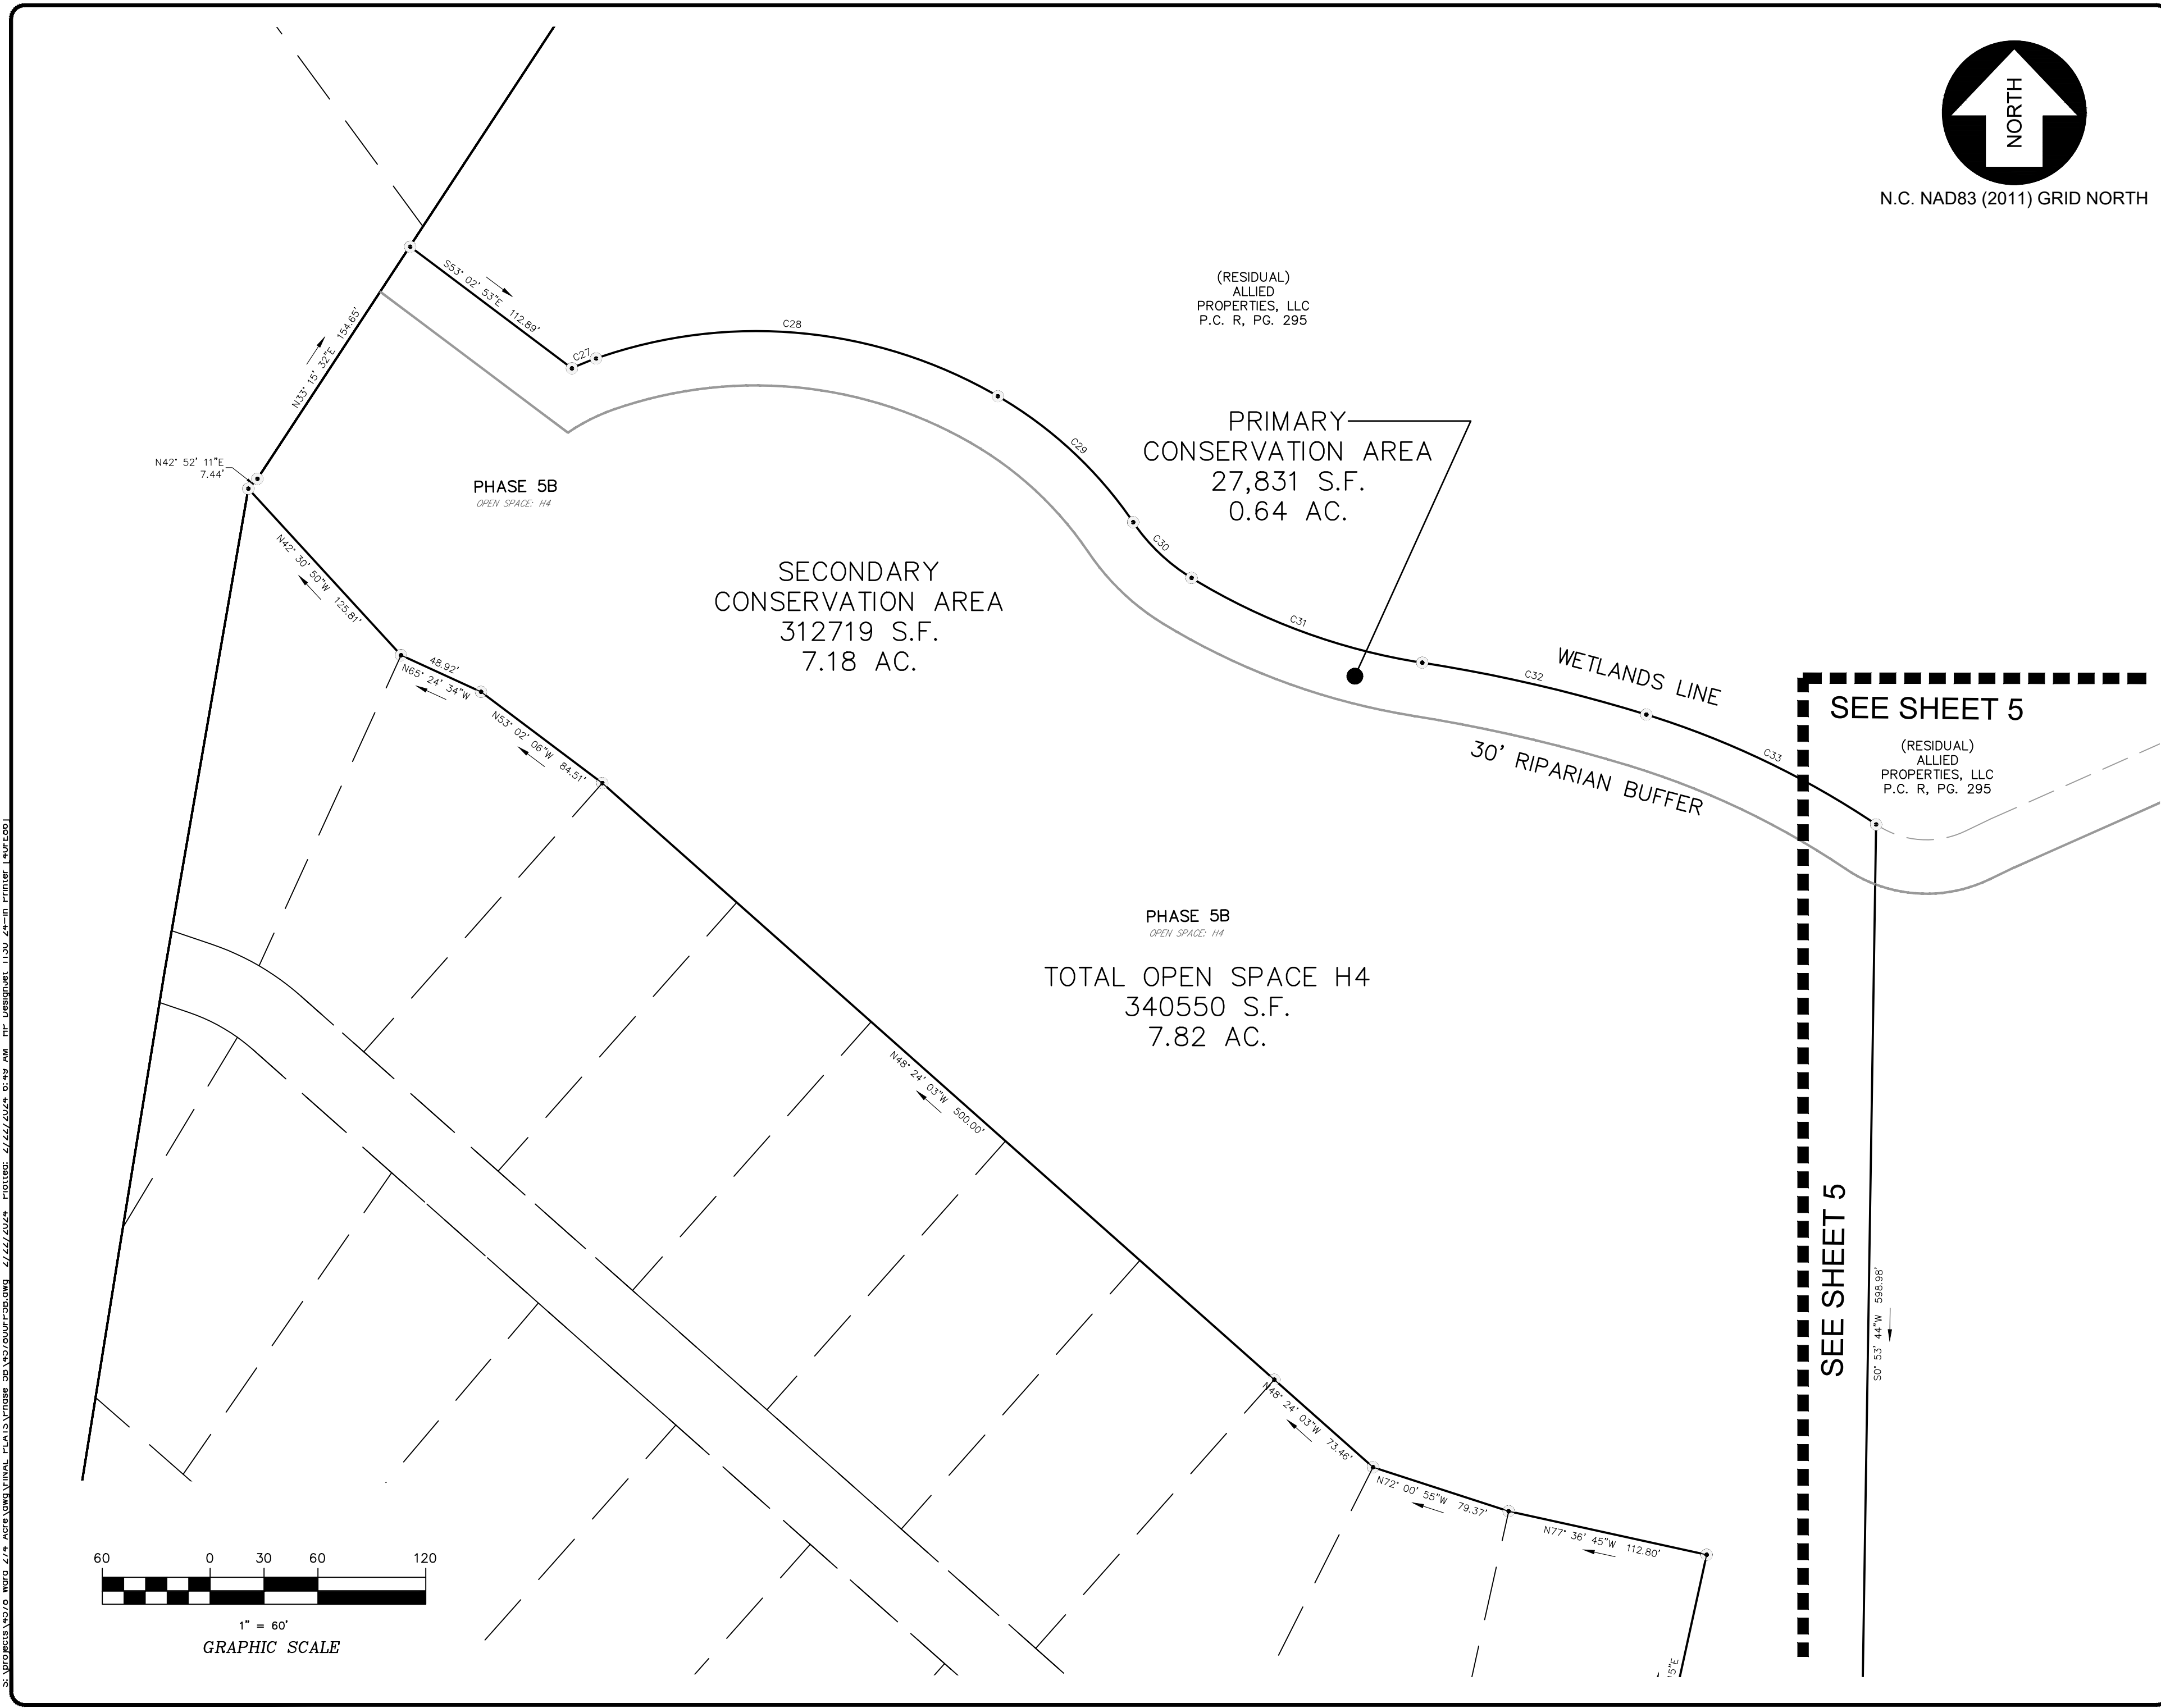 NORTH
N.C. NAD83 (2011) GRID NORTH
S53° 02' 53"E 112.89'
N33° 15' 32"E 154.65'
N42° 52' 11"E
7.44'
C27
C28
(RESIDUAL)
ALLIED
PROPERTIES, LLC
P.C. R, PG. 295
C29
PRIMARY
CONSERVATION AREA
27,831 S.F.
0.64 AC.
PHASE 5B
OPEN SPACE: H4
N42° 30' 50"W 125.81'
SECONDARY
CONSERVATION AREA
312719 S.F.
7.18 AC.
C30
C31
C32
WETLANDS LINE
C33
30' RIPARIAN BUFFER
SEE SHEET 5
(RESIDUAL)
ALLIED
PROPERTIES, LLC
P.C. R, PG. 295
48.92'
N65° 24' 34"W
N53° 02' 06"W 84.51'
PHASE 5B
OPEN SPACE: H4
TOTAL OPEN SPACE H4
340550 S.F.
7.82 AC.
N48° 24' 03"W 500.00'
SEE SHEET 5
S0° 53' 44"W 598.98'
N48° 24' 03"W 73.46'
N72° 00' 55"W 79.37'
N77° 36' 45"W 112.80'
15"E
60 0 30 60 120
1" = 60'
GRAPHIC SCALE